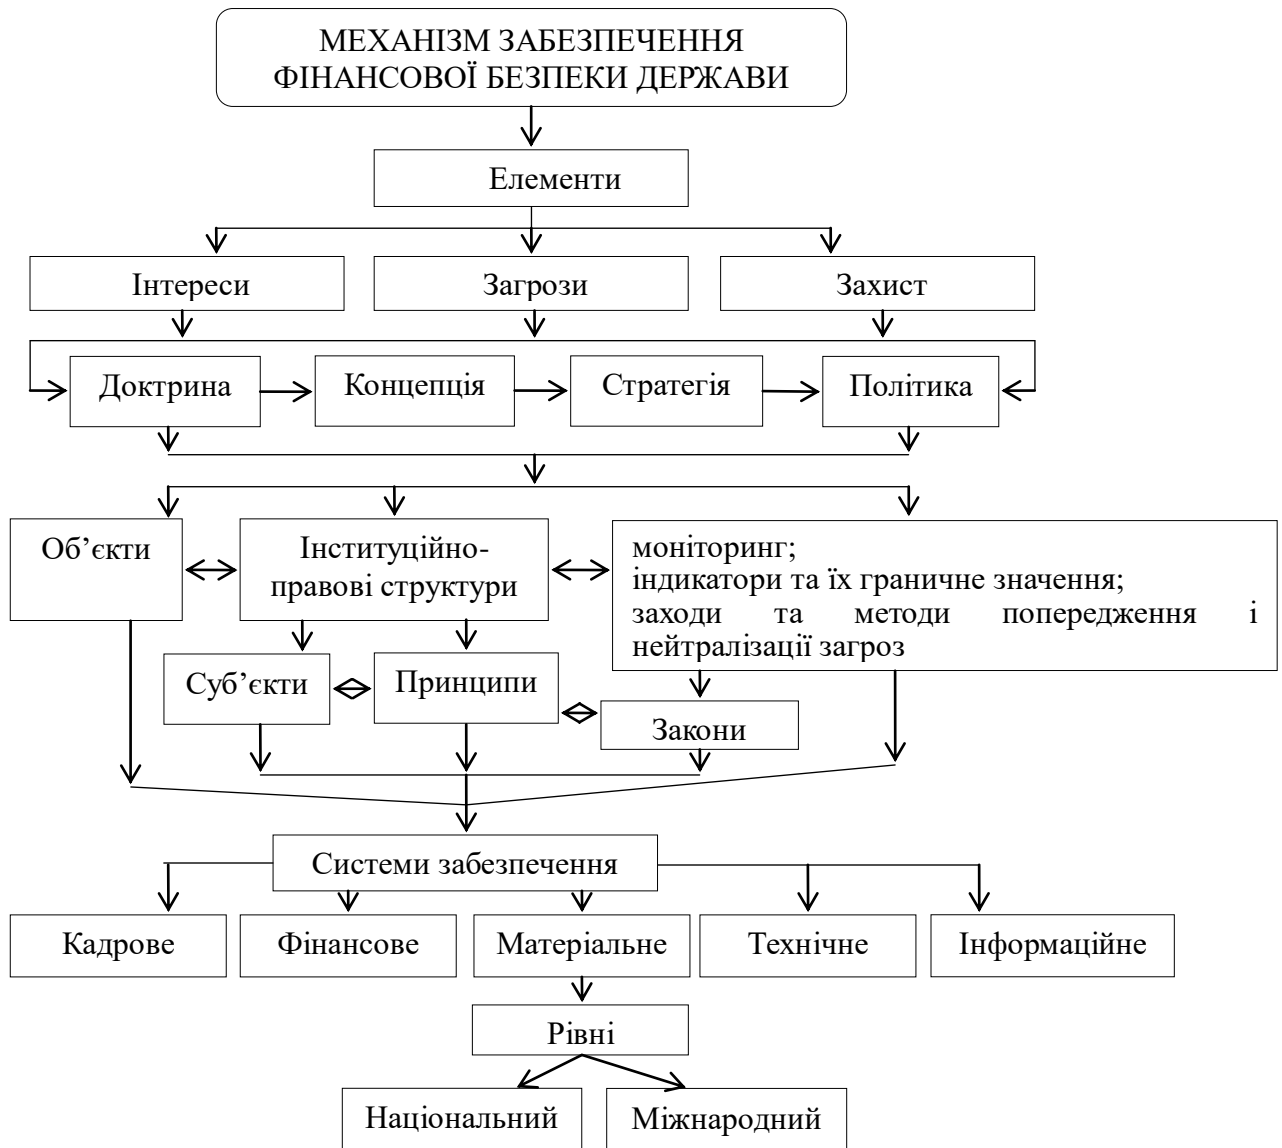 МЕХАНІЗМ ЗАБЕЗПЕЧЕННЯ
ФІНАНСОВОЇ БЕЗПЕКИ ДЕРЖАВИ
Елементи
Інтереси
Загрози
Захист
Доктрина
Концепція
Стратегія
Політика
Об’єкти
Інституційно-
правові структури
моніторинг;
індикатори та їх граничне значення;
заходи та методи попередження і
нейтралізації загроз
Суб’єкти
Принципи
Закони
Системи забезпечення
Кадрове
Фінансове
Матеріальне
Технічне
Інформаційне
Рівні
Національний
Міжнародний